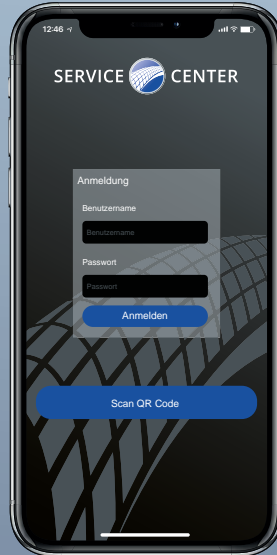 12:46
SERVICE CENTER
Anmeldung
Benutzername
Benutzername
Passwort
Passwort
Anmelden
Scan QR Code